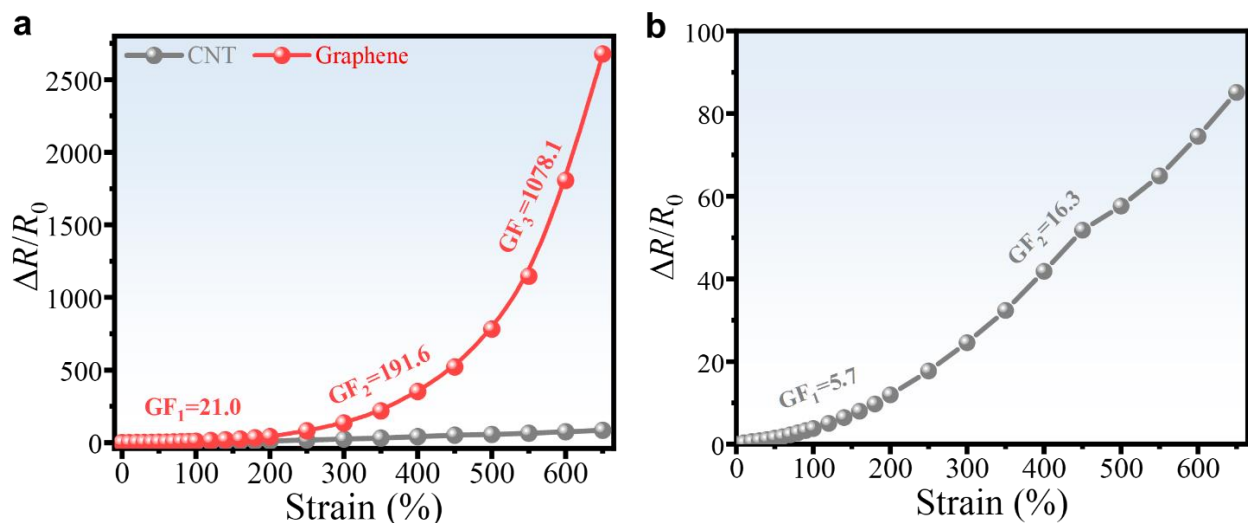 a
CNT
Graphene
2500
2000
1500
1000
500
0
ΔR/R₀
GF₁=21.0
GF₂=191.6
GF₃=1078.1
0 100 200 300 400 500 600
Strain (%)
b
100
80
60
40
20
0
ΔR/R₀
GF₁=5.7
GF₂=16.3
0 100 200 300 400 500 600
Strain (%)